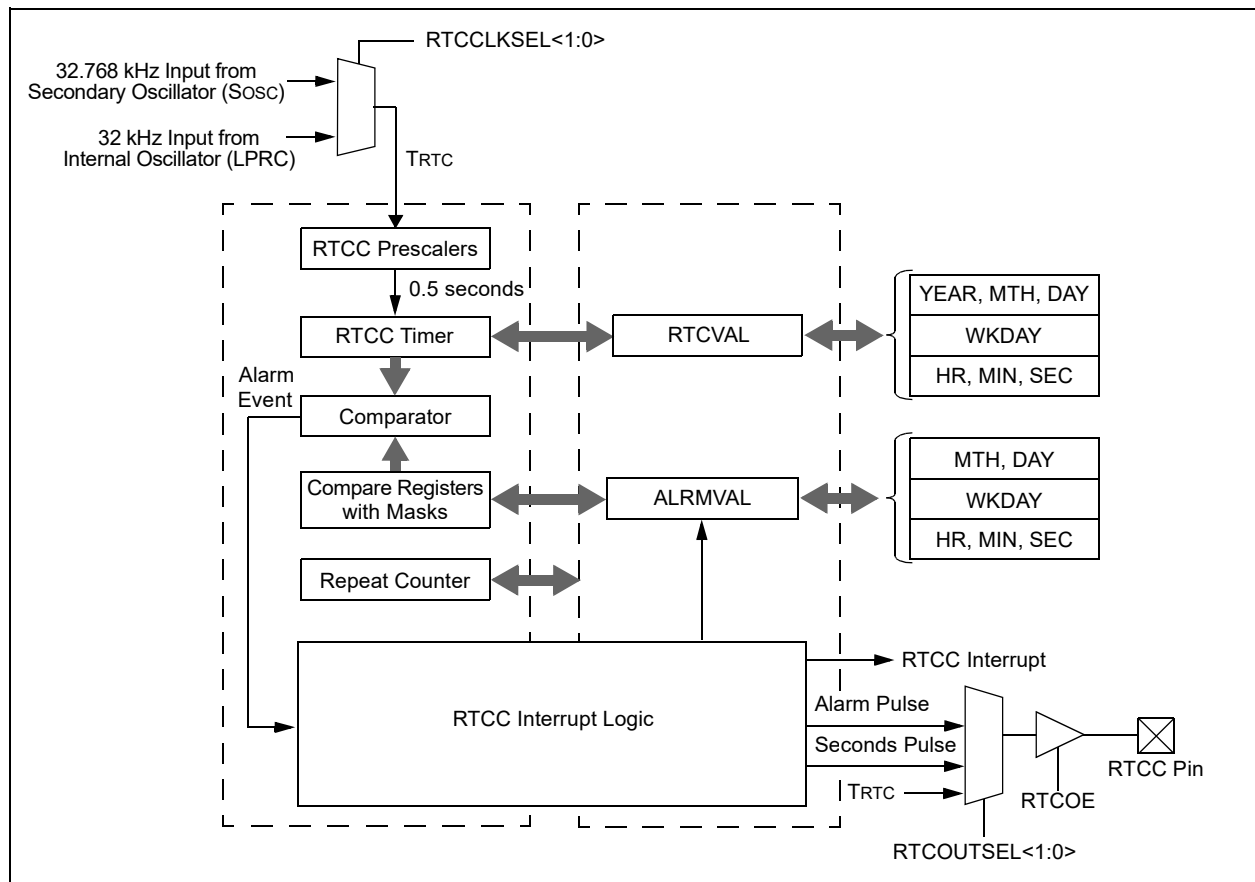 RTCCLKSEL<1:0>
32.768 kHz Input from
Secondary Oscillator (SOSC)
32 kHz Input from
Internal Oscillator (LPRC)
TRTC
RTCC Prescalers
0.5 seconds
RTCC Timer
RTCVAL
YEAR, MTH, DAY
WKDAY
HR, MIN, SEC
Alarm
Event
Comparator
Compare Registers
with Masks
ALRMVAL
MTH, DAY
WKDAY
HR, MIN, SEC
Repeat Counter
RTCC Interrupt Logic
RTCC Interrupt
Alarm Pulse
Seconds Pulse
TRTC
RTCC Pin
RTCOE
RTCOUTSEL<1:0>